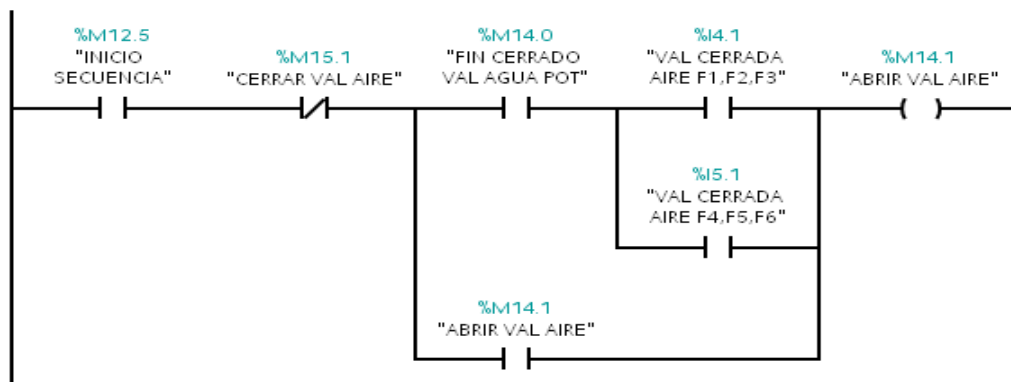 %M12.5
"INICIO
SECUENCIA"
%M15.1
"CERRAR VAL AIRE"
%M14.0
"FIN CERRADO
VAL AGUA POT"
%I4.1
"VAL CERRADA
AIRE F1,F2,F3"
%M14.1
"ABRIR VAL AIRE"
%I5.1
"VAL CERRADA
AIRE F4,F5,F6"
%M14.1
"ABRIR VAL AIRE"